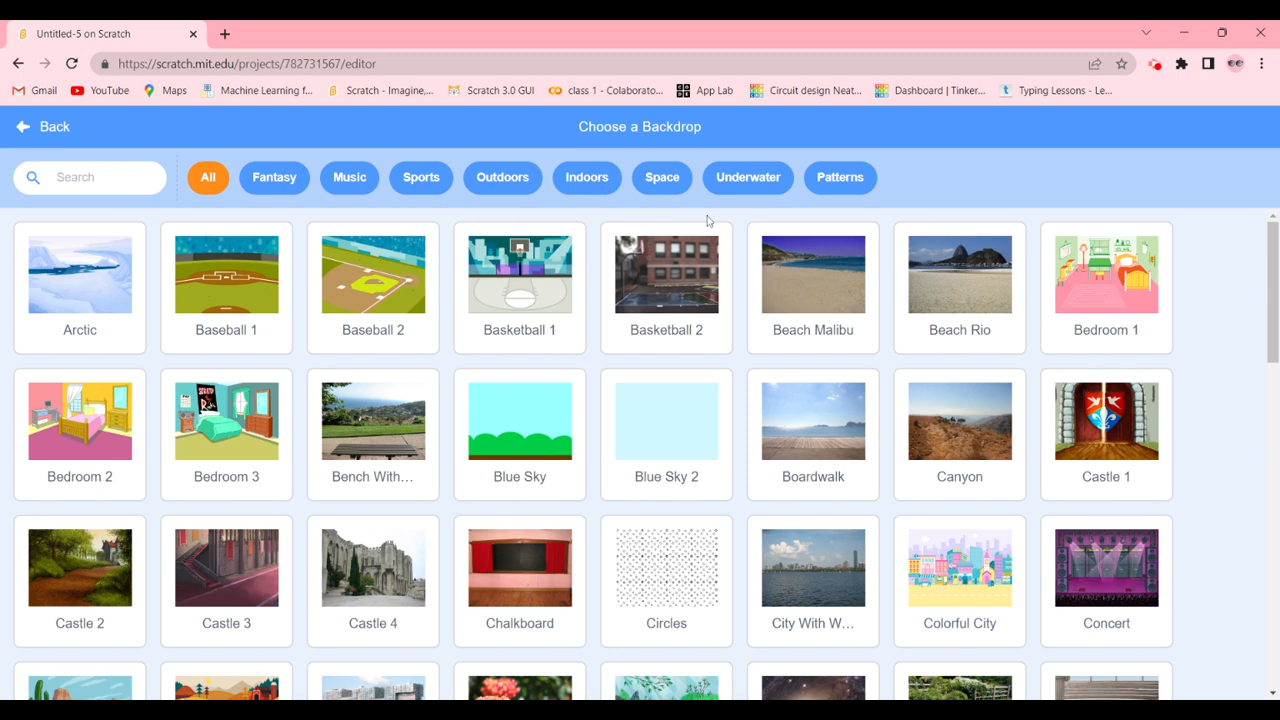 Untitled-5 on Scratch
https://scratch.mit.edu/projects/782731567/editor
Gmail YouTube Maps Machine Learning f... Scratch - Imagine,... Scratch 3.0 GUI class 1 - Colaborato... App Lab Circuit design Neat... Dashboard | Tinker... Typing Lessons - Le...
Back Choose a Backdrop
Search All Fantasy Music Sports Outdoors Indoors Space Underwater Patterns
Arctic Baseball 1 Baseball 2 Basketball 1 Basketball 2 Beach Malibu Beach Rio Bedroom 1
Bedroom 2 Bedroom 3 Bench With... Blue Sky Blue Sky 2 Boardwalk Canyon Castle 1
Castle 2 Castle 3 Castle 4 Chalkboard Circles City With W... Colorful City Concert